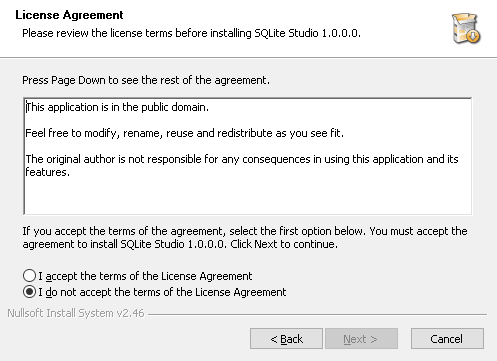 License Agreement
Please review the license terms before installing SQLite Studio 1.0.0.0.
Press Page Down to see the rest of the agreement.
This application is in the public domain.
Feel free to modify, rename, reuse and redistribute as you see fit.
The original author is not responsible for any consequences in using this application and its
features.
If you accept the terms of the agreement, select the first option below. You must accept the
agreement to install SQLite Studio 1.0.0.0. Click Next to continue.
I accept the terms of the License Agreement
I do not accept the terms of the License Agreement
Nullsoft Install System v2.46
< Back
Next >
Cancel